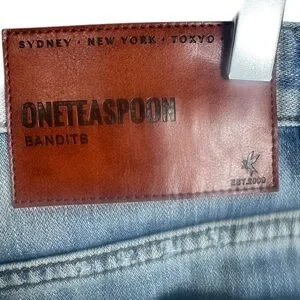 SYDNEY · NEW YORK · TOKYO
ONETEASPOON
BANDITS
EST.2000